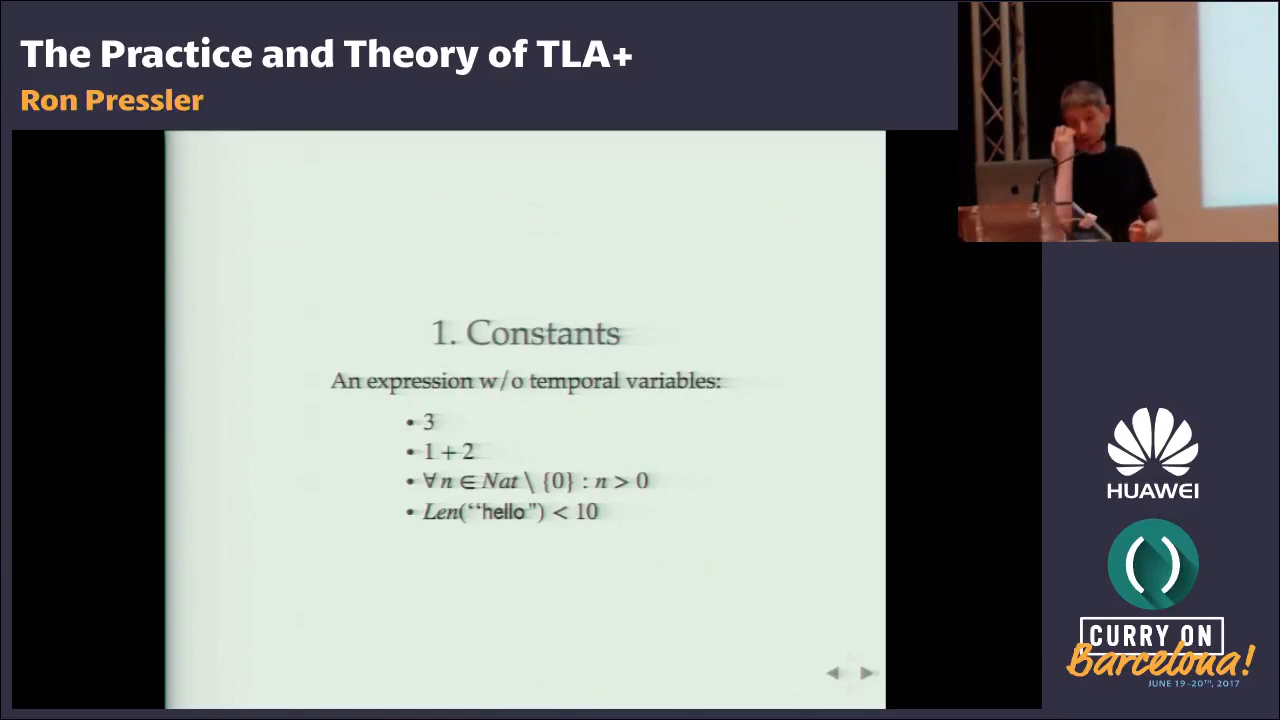 The Practice and Theory of TLA+
Ron Pressler
1. Constants
An expression w/o temporal variables:
• 3
• 1 + 2
• ∀ n ∈ Nat \ {0} : n > 0
• Len(‘‘hello”) < 10
HUAWEI
CURRY ON
Barcelona!
JUNE 19-20TH, 2017